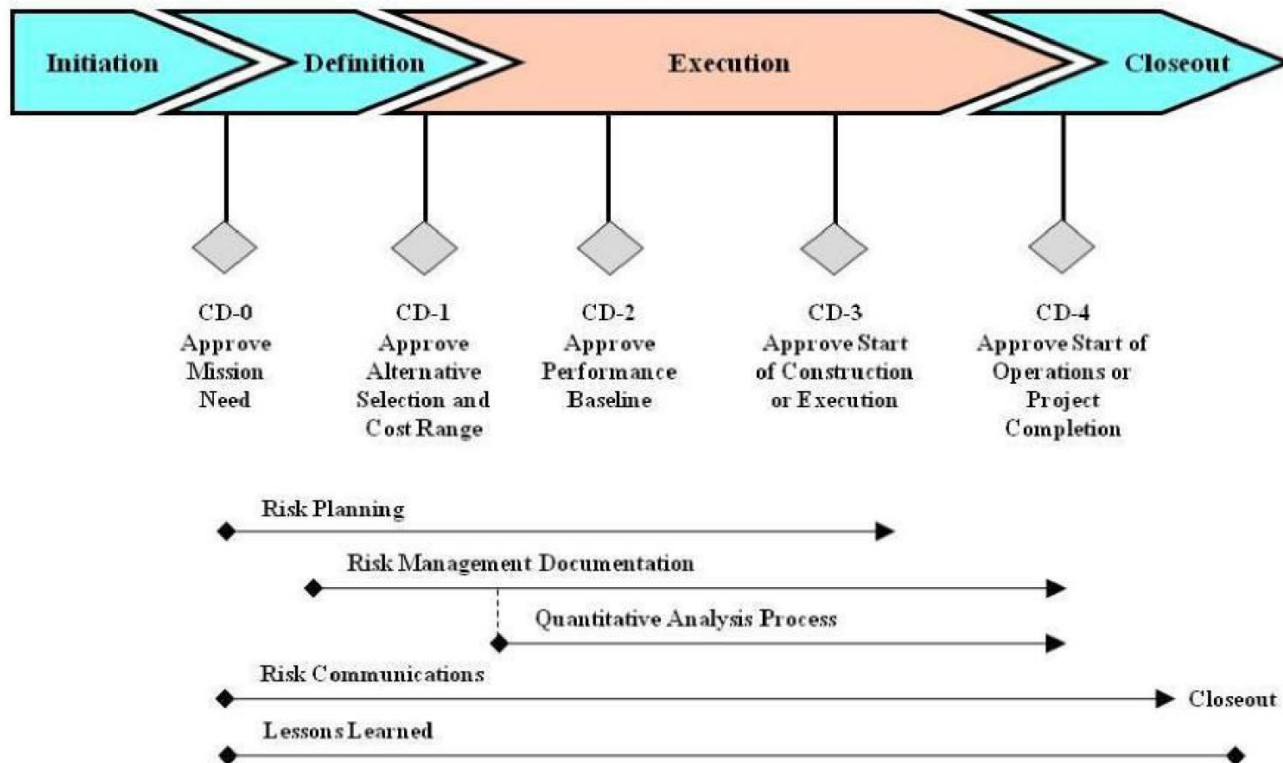 Initiation
Definition
Execution
Closeout
CD-0
Approve
Mission
Need
CD-1
Approve
Alternative
Selection and
Cost Range
CD-2
Approve
Performance
Baseline
CD-3
Approve Start
of Construction
or Execution
CD-4
Approve Start of
Operations or
Project
Completion
Risk Planning
Risk Management Documentation
Quantitative Analysis Process
Risk Communications
Closeout
Lessons Learned